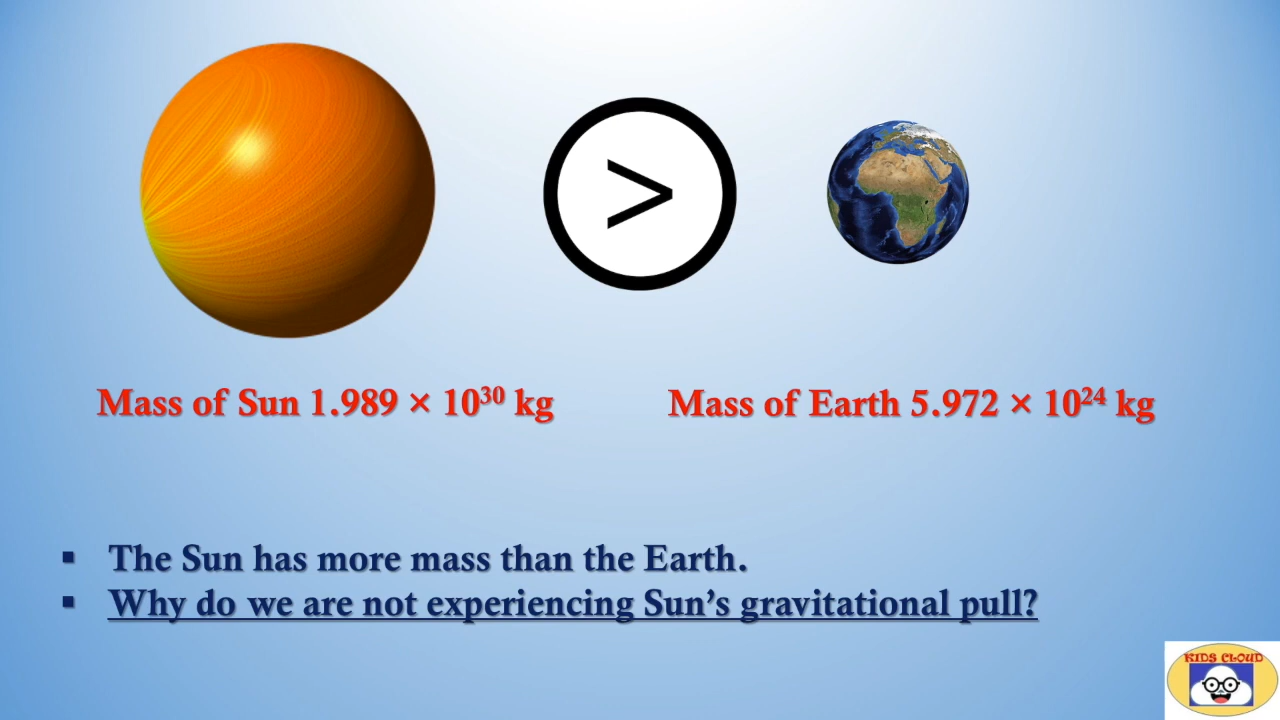 >
Mass of Sun 1.989 × 10³⁰ kg
Mass of Earth 5.972 × 10²⁴ kg
▪ The Sun has more mass than the Earth.
▪ Why do we are not experiencing Sun's gravitational pull?
KIDS CLOUD